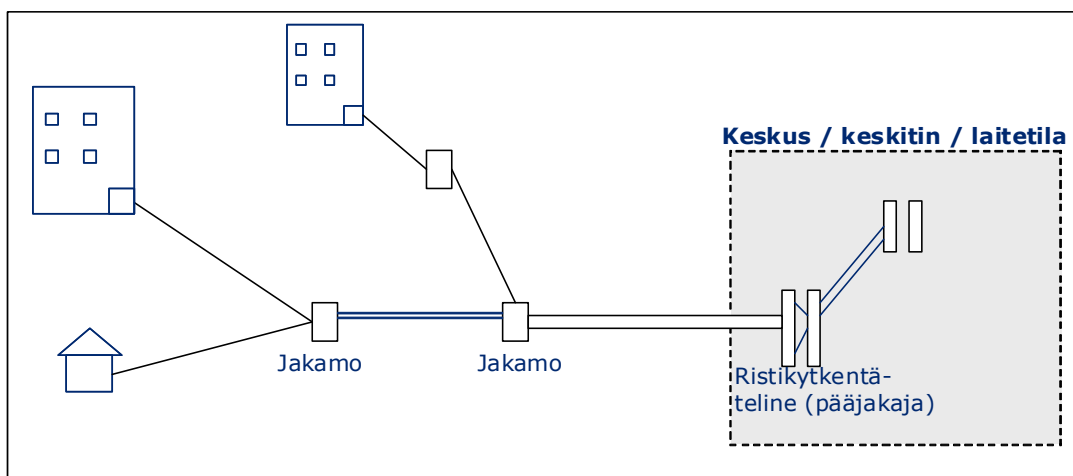 Keskus / keskitin / laitetila
Jakamo
Jakamo
Ristikytkentä-
teline (pääjakaja)